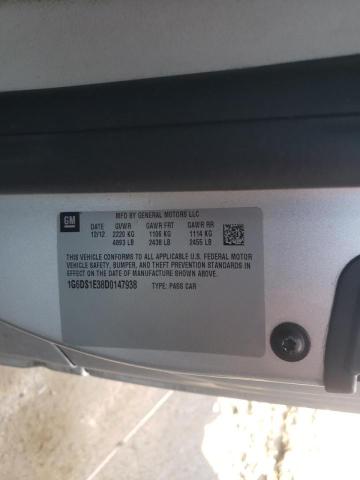 GM
MFD BY GENERAL MOTORS LLC
DATE GVWR GAWR FRT GAWR RR
12/12 2220 KG 1106 KG 1114 KG
4893 LB 2438 LB 2455 LB
THIS VEHICLE CONFORMS TO ALL APPLICABLE U.S. FEDERAL MOTOR
VEHICLE SAFETY, BUMPER, AND THEFT PREVENTION STANDARDS IN
EFFECT ON THE DATE OF MANUFACTURE SHOWN ABOVE.
1G6DS1E38D0147938 TYPE: PASS CAR